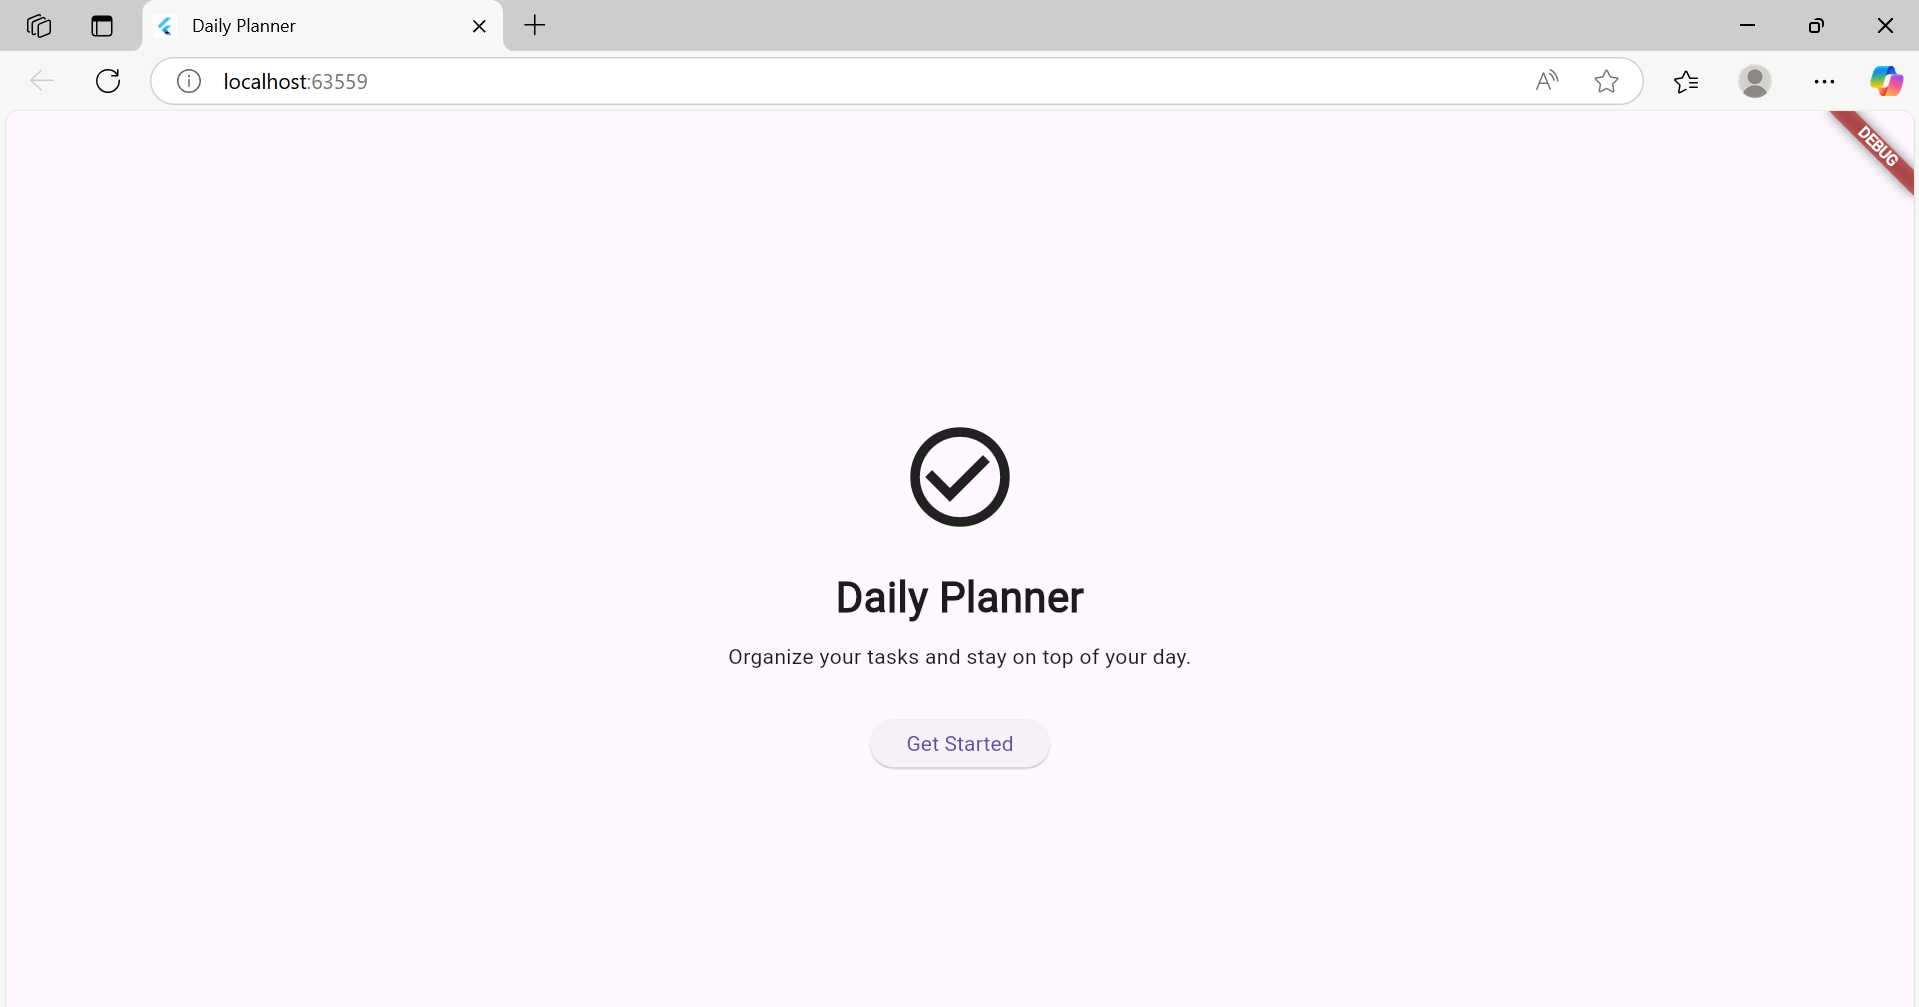 Daily Planner
localhost:63559
DEBUG
Daily Planner
Organize your tasks and stay on top of your day.
Get Started